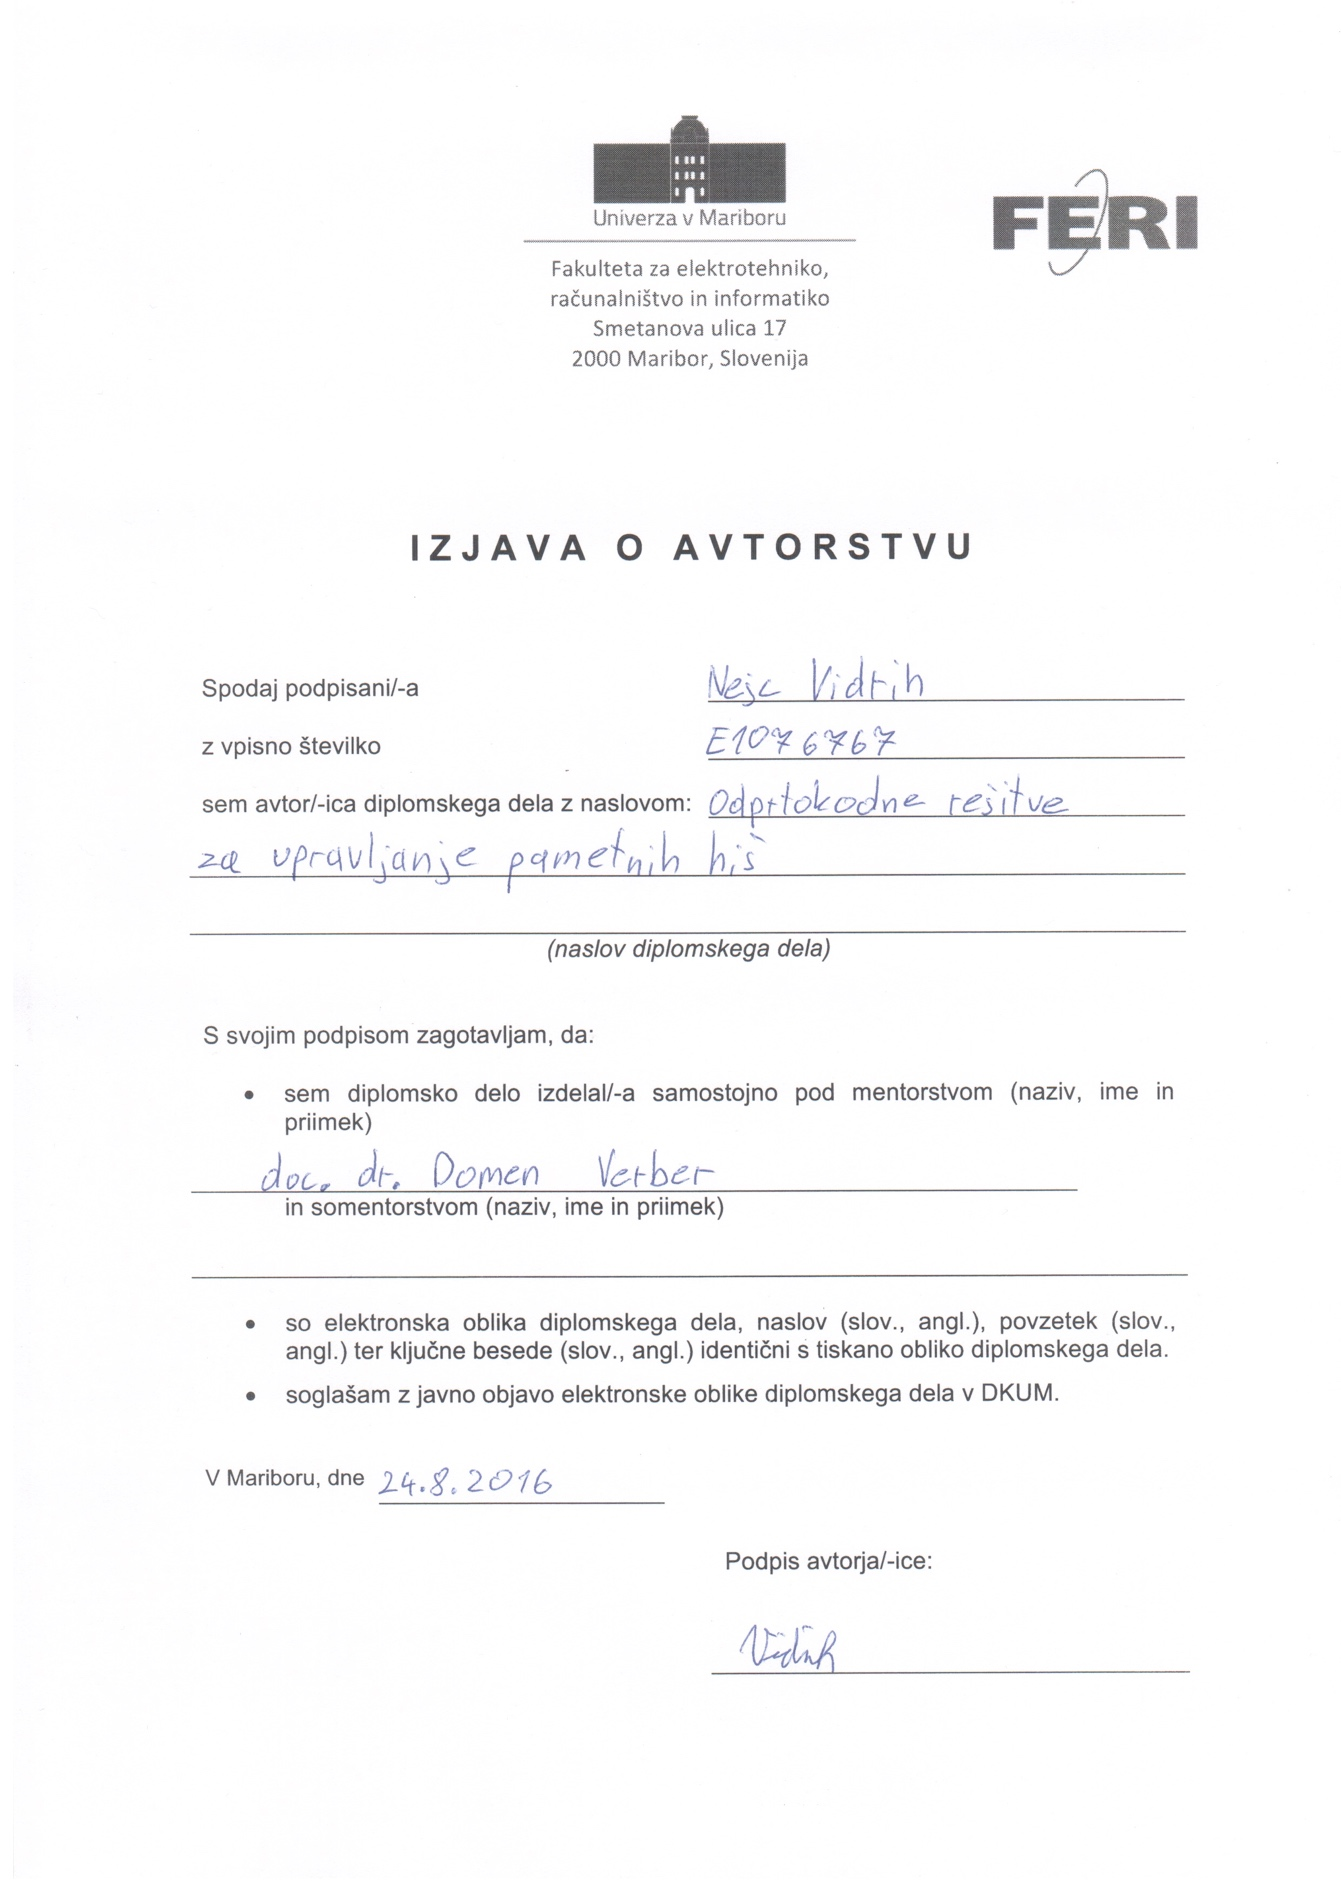 Univerza v Mariboru
FERI
Fakulteta za elektrotehniko,
računalništvo in informatiko
Smetanova ulica 17
2000 Maribor, Slovenija
IZJAVA O AVTORSTVU
Spodaj podpisani/-a Nejc Vidrih
z vpisno številko E1076767
sem avtor/-ica diplomskega dela z naslovom: Odprtokodne rešitve
za upravljanje pametnih hiš
(naslov diplomskega dela)
S svojim podpisom zagotavljam, da:
• sem diplomsko delo izdelal/-a samostojno pod mentorstvom (naziv, ime in
priimek)
doc. dr. Domen Verber
in somentorstvom (naziv, ime in priimek)
• so elektronska oblika diplomskega dela, naslov (slov., angl.), povzetek (slov.,
angl.) ter ključne besede (slov., angl.) identični s tiskano obliko diplomskega dela.
• soglašam z javno objavo elektronske oblike diplomskega dela v DKUM.
V Mariboru, dne 24.8.2016
Podpis avtorja/-ice:
Vidrih